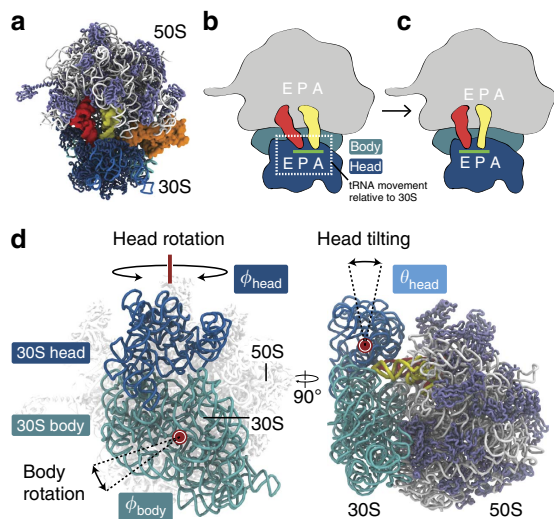 a
50S
30S
b
E P A
E P A
Body
Head
tRNA movement
relative to 30S
c
E P A
E P A
d
Head rotation
ϕhead
30S head
50S
30S body
30S
Body
rotation
ϕbody
90°
Head tilting
θhead
30S
50S